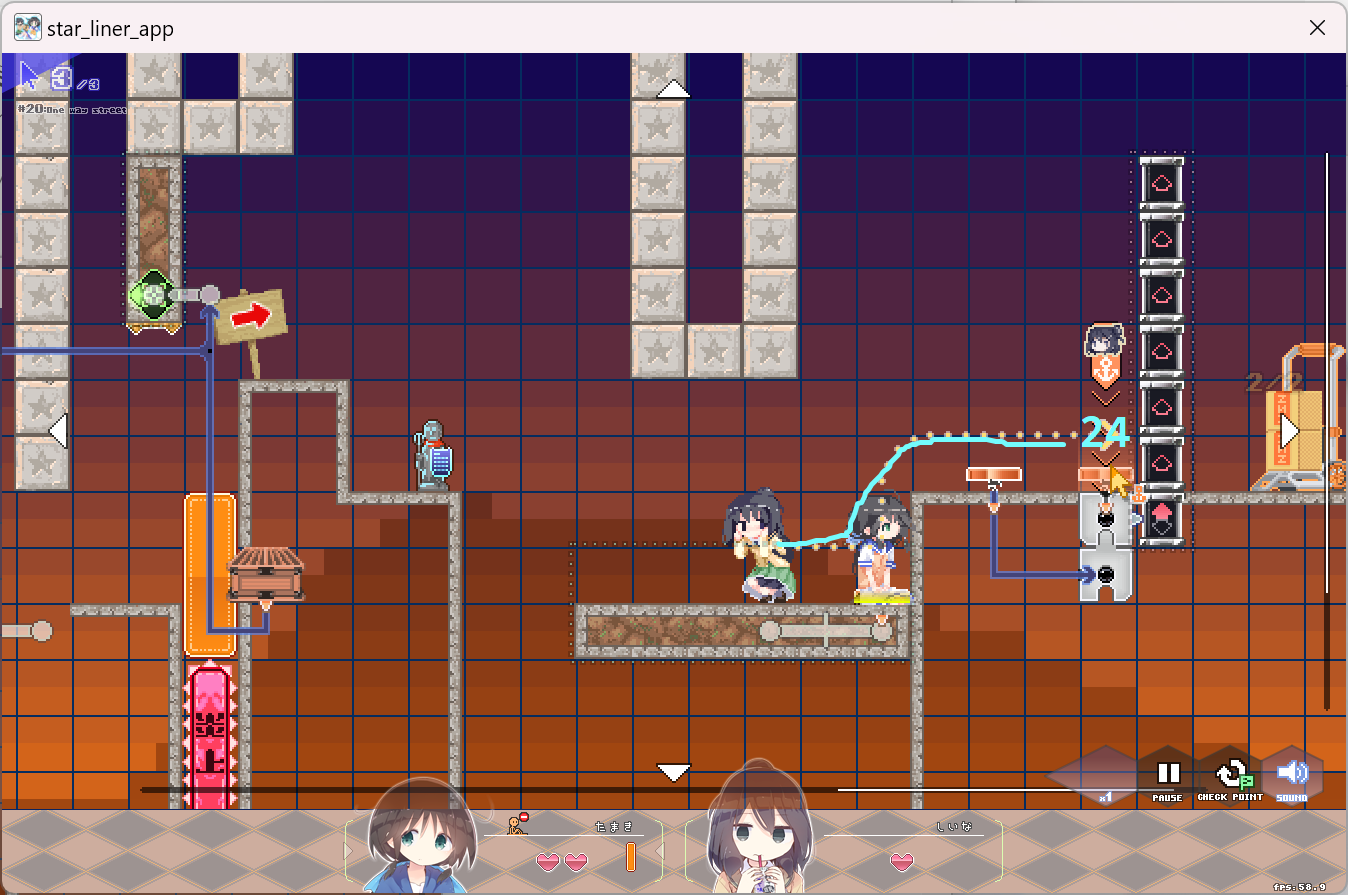 star_liner_app
3/3
#20:One way street
2/2
24
x1
PAUSE
CHECK POINT
SOUND
たまき
しいな
fps:58.9